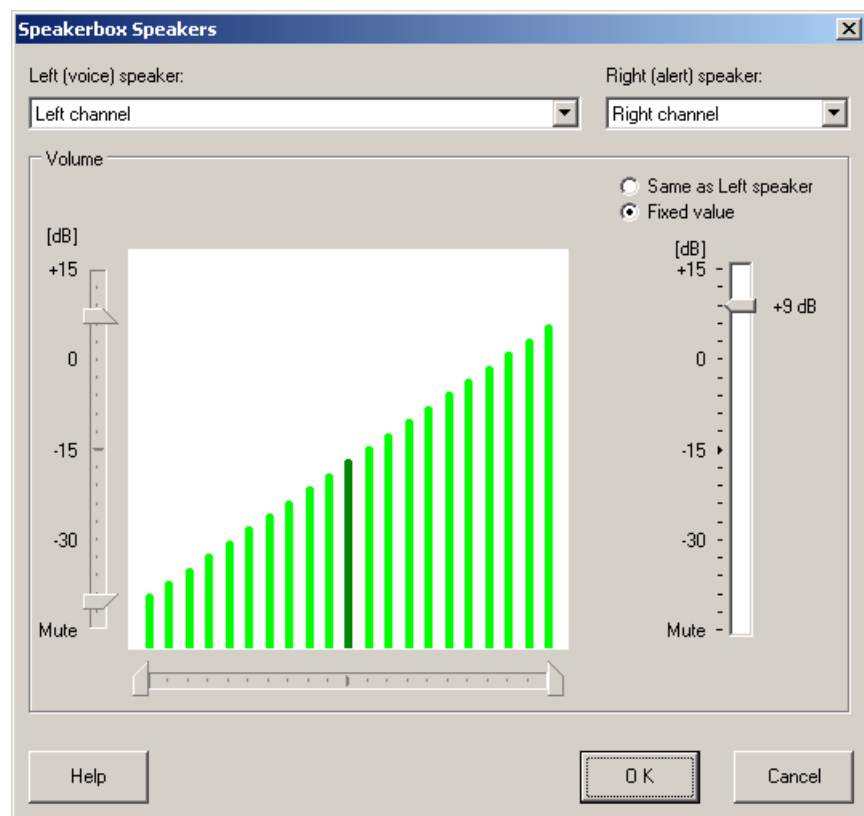 Speakerbox Speakers
Left (voice) speaker:
Right (alert) speaker:
Left channel
Right channel
Volume
Same as Left speaker
Fixed value
[dB]
+15
0
-15
-30
Mute
[dB]
+15
+9 dB
0
-15
-30
Mute
Help
OK
Cancel